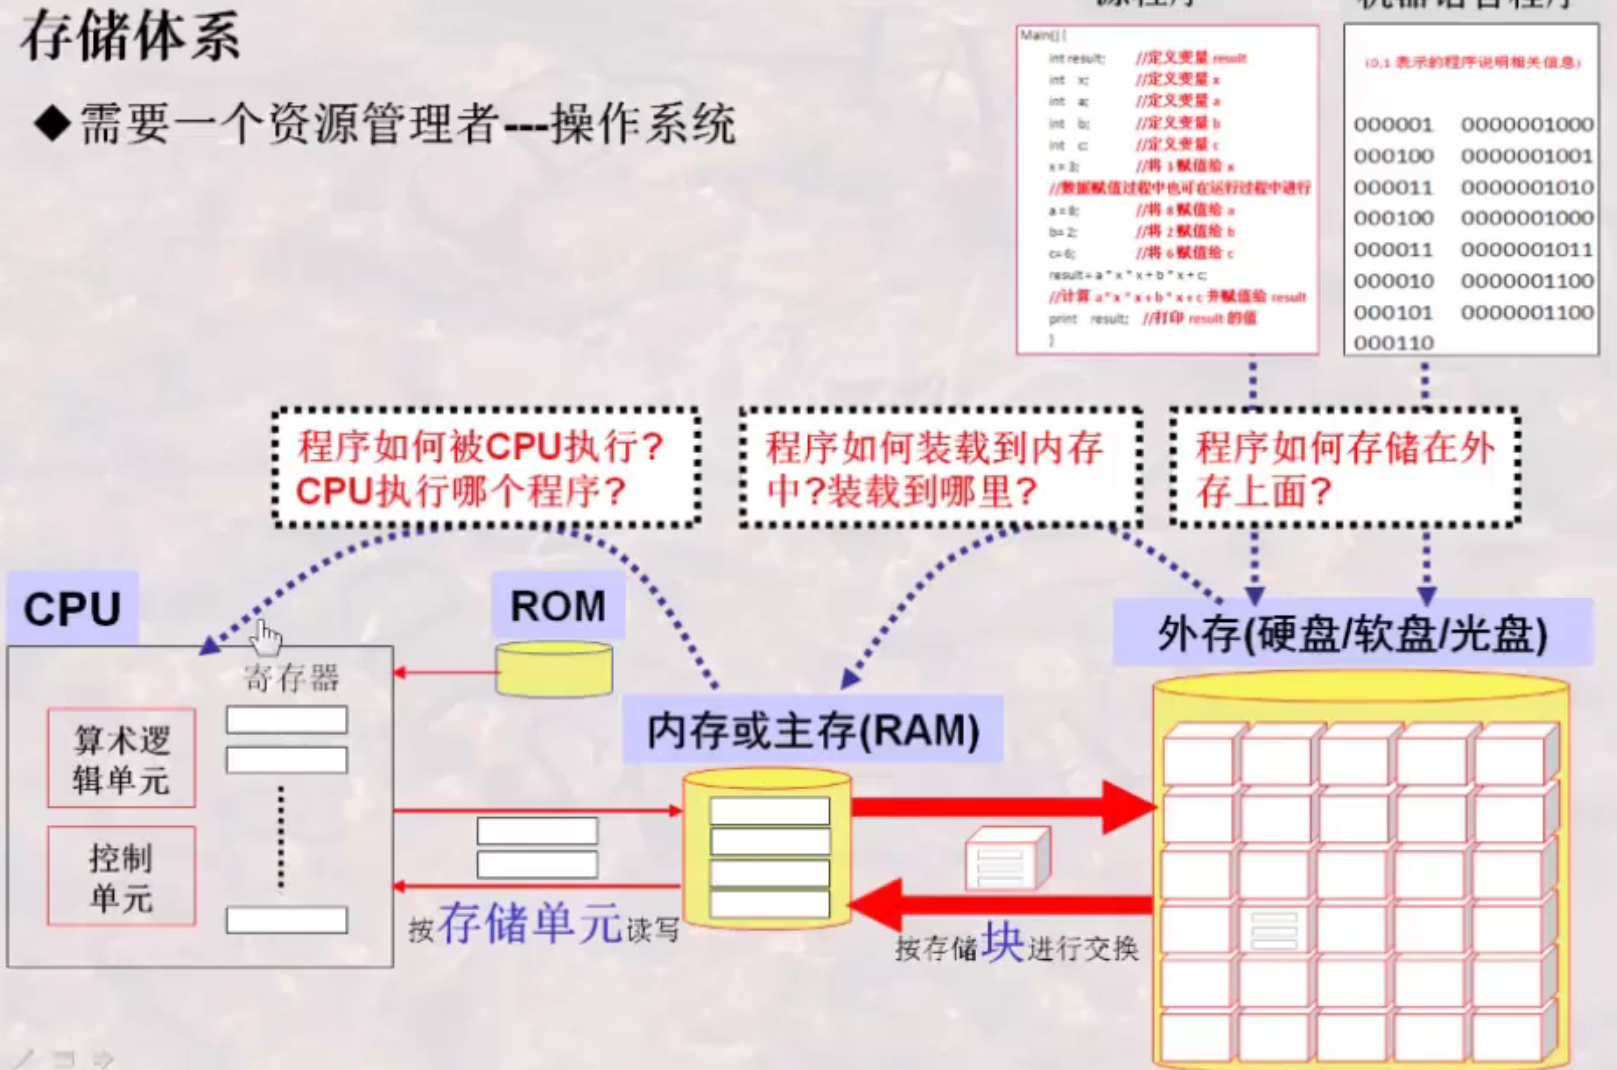 存储体系
◆需要一个资源管理者---操作系统
源程序
机器语言程序
Main() {
int result; //定义变量 result
int x; //定义变量 x
int a; //定义变量 a
int b; //定义变量 b
int c; //定义变量 c
x = 3; //将 3 赋值给 x
//数据赋值过程中也可在运行过程中进行
a = 8; //将 8 赋值给 a
b= 2; //将 2 赋值给 b
c= 6; //将 6 赋值给 c
result = a * x * x + b * x + c;
//计算 a * x * x + b * x + c 并赋值给 result
print result; //打印 result 的值
}
(0,1 表示的程序说明相关信息)
000001 0000001000
000100 0000001001
000011 0000001010
000100 0000001000
000011 0000001011
000010 0000001100
000101 0000001100
000110
程序如何被CPU执行?
CPU执行哪个程序?
程序如何装载到内存
中?装载到哪里?
程序如何存储在外
存上面?
CPU
ROM
外存(硬盘/软盘/光盘)
寄存器
内存或主存(RAM)
算术逻
辑单元
控制
单元
按存储单元读写
按存储块进行交换